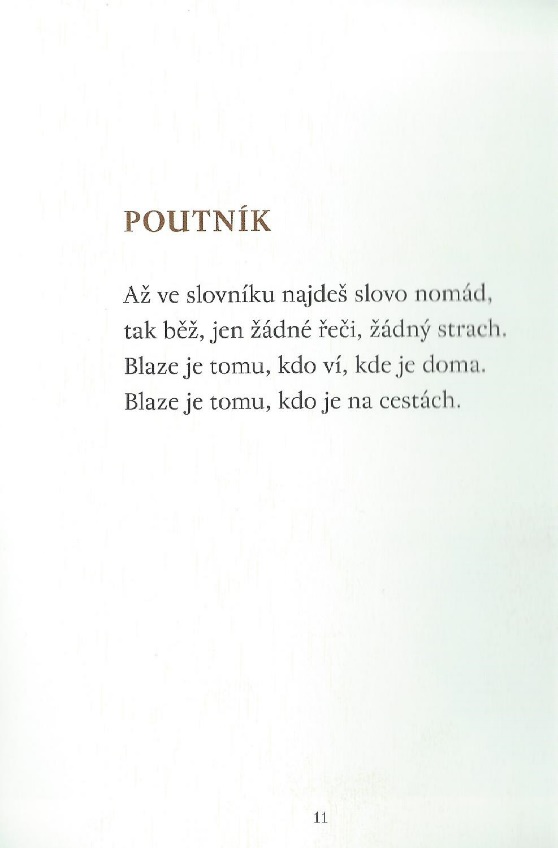 POUTNÍK
Až ve slovníku najdeš slovo nomád,
tak běž, jen žádné řeči, žádný strach.
Blaze je tomu, kdo ví, kde je doma.
Blaze je tomu, kdo je na cestách.
11